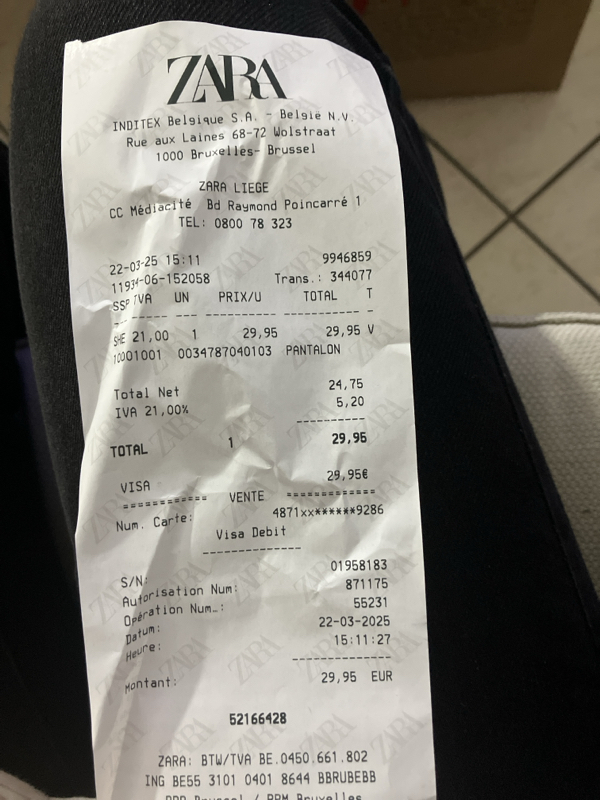 ZARA
INDITEX Belgique S.A. - Belgie N.V.
Rue aux Laines 68-72 Wolstraat
1000 Bruxelles- Brussel
ZARA LIEGE
CC Médiacité Bd Raymond Poincarré 1
TEL: 0800 78 323
22-03-25 15:11 9946859
11934-06-152058 Trans.: 344077
SSP TVA UN PRIX/U TOTAL T
--- ------ --- ---------- ----------- -
SHE 21,00 1 29,95 29,95 V
10001001 0034787040103 PANTALON
Total Net 24,75
IVA 21,00% 5,20
----------
TOTAL 1 29,95
VISA 29,95€
============ VENTE ============
Num. Carte: 4871xx******9286
Visa Debit
--------------
S/N: 01958183
Autorisation Num: 871175
Opération Num.: 55231
Datum: 22-03-2025
Heure: 15:11:27
--------------
Montant: 29,95 EUR
52166428
ZARA: BTW/TVA BE.0450.661.802
ING BE55 3101 0401 8644 BBRUBEBB
Brussel / RPM Bruxelles